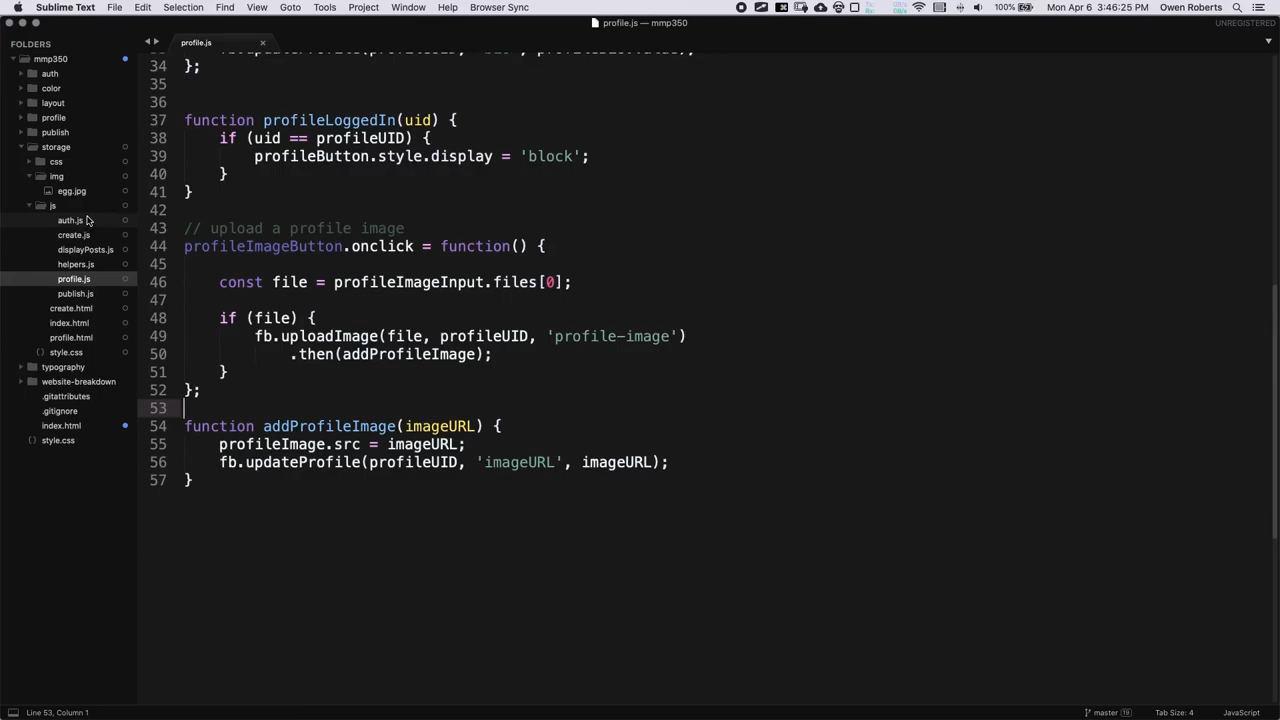 Sublime Text File Edit Selection Find View Goto Tools Project Window Help Browser Sync 100% Mon Apr 6 3:46:25 PM Owen Roberts
profile.js — mmp350 UNREGISTERED
FOLDERS
mmp350
auth
color
layout
profile
publish
storage
css
img
egg.jpg
js
auth.js
create.js
displayPosts.js
helpers.js
profile.js
publish.js
create.html
index.html
profile.html
style.css
typography
website-breakdown
.gitattributes
.gitignore
index.html
style.css
profile.js
34 };
35
36
37 function profileLoggedIn(uid) {
38 if (uid == profileUID) {
39 profileButton.style.display = 'block';
40 }
41 }
42
43 // upload a profile image
44 profileImageButton.onclick = function() {
45
46 const file = profileImageInput.files[0];
47
48 if (file) {
49 fb.uploadImage(file, profileUID, 'profile-image')
50 .then(addProfileImage);
51 }
52 };
53
54 function addProfileImage(imageURL) {
55 profileImage.src = imageURL;
56 fb.updateProfile(profileUID, 'imageURL', imageURL);
57 }
Line 53, Column 1 master 19 Tab Size: 4 JavaScript